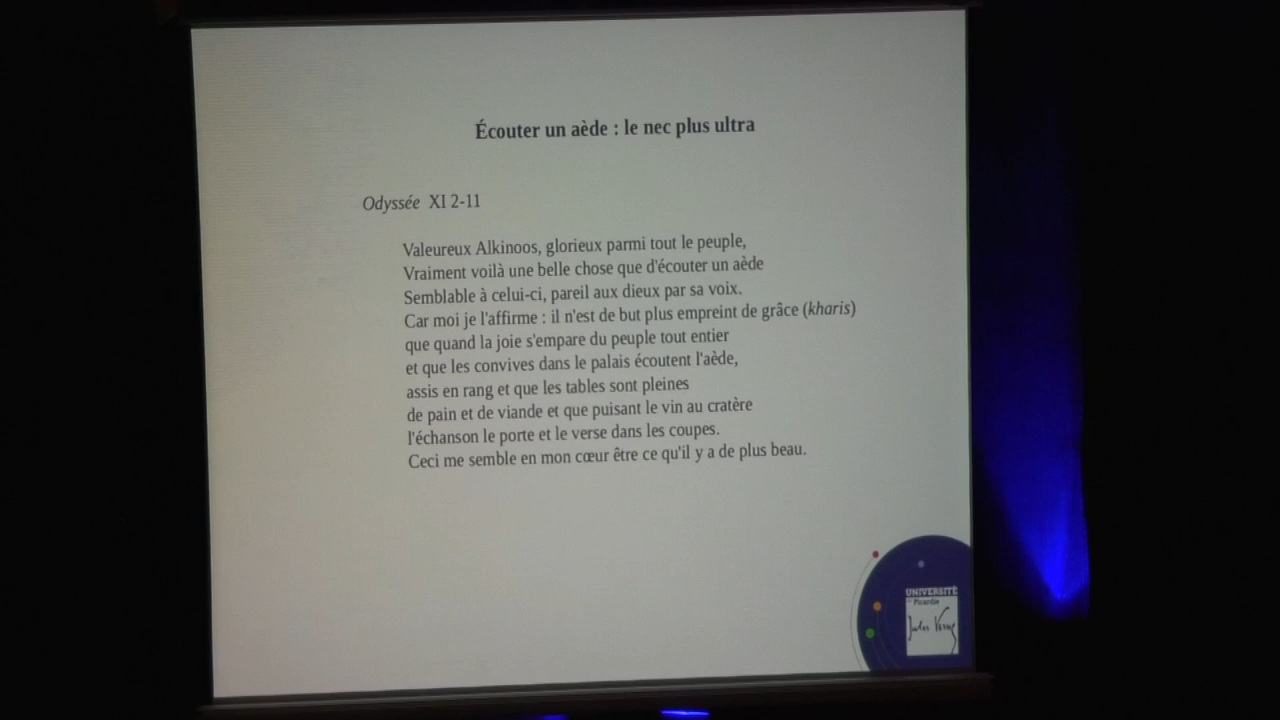 Écouter un aède : le nec plus ultra
Odyssée XI 2-11
Valeureux Alkinoos, glorieux parmi tout le peuple,
Vraiment voilà une belle chose que d'écouter un aède
Semblable à celui-ci, pareil aux dieux par sa voix.
Car moi je l'affirme : il n'est de but plus empreint de grâce (kharis)
que quand la joie s'empare du peuple tout entier
et que les convives dans le palais écoutent l'aède,
assis en rang et que les tables sont pleines
de pain et de viande et que puisant le vin au cratère
l'échanson le porte et le verse dans les coupes.
Ceci me semble en mon cœur être ce qu'il y a de plus beau.
UNIVERSITÉ
de Picardie
Jules Verne